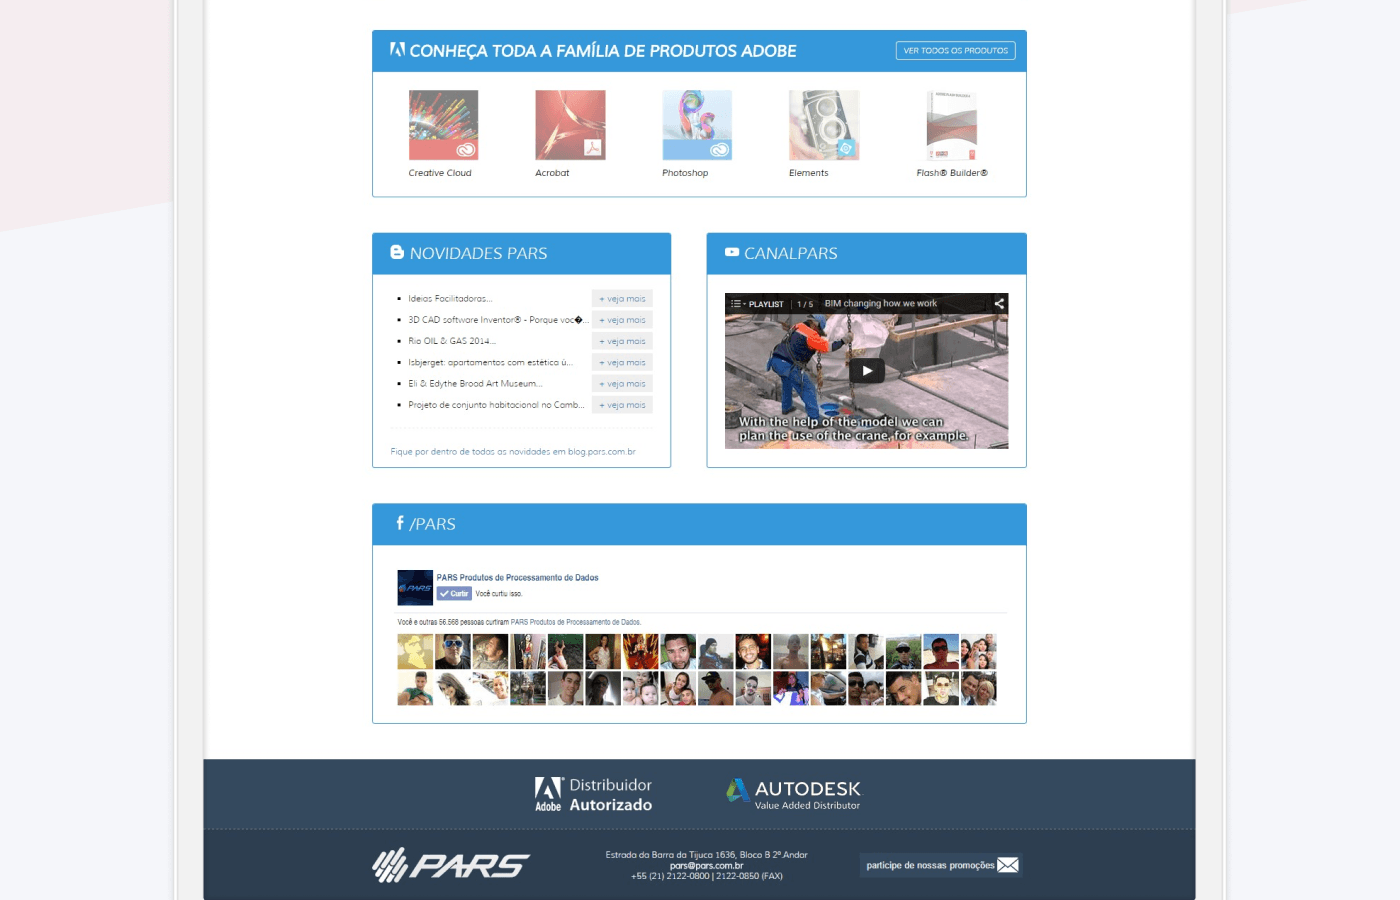 CONHEÇA TODA A FAMÍLIA DE PRODUTOS ADOBE
VER TODOS OS PRODUTOS
Creative Cloud
Acrobat
Photoshop
Elements
Flash® Builder®
NOVIDADES PARS
Ideias Facilitadoras... + veja mais
3D CAD software Inventor® - Porque voc�... + veja mais
Rio OIL & GAS 2014... + veja mais
Isbjerget: apartamentos com estética ú... + veja mais
Eli & Edythe Brood Art Museum... + veja mais
Projeto de conjunto habitacional no Camb... + veja mais
Fique por dentro de todas as novidades em blog.pars.com.br
CANALPARS
PLAYLIST | 1 / 5 BIM changing how we work
With the help of the model we can
plan the use of the crane, for example.
/PARS
PARS
PARS Produtos de Processamento de Dados
Curtir Você curtiu isso.
Você e outras 56.568 pessoas curtiram PARS Produtos de Processamento de Dados.
Adobe
Distribuidor
Autorizado
AUTODESK
Value Added Distributor
PARS
Estrada da Barra da Tijuca 1636, Bloco B 2º Andar
pars@pars.com.br
+55 (21) 2122-0800 | 2122-0850 (FAX)
participe de nossas promoções